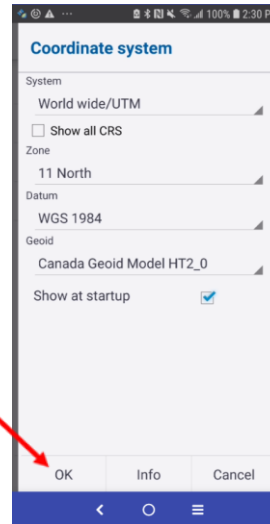 100% 2:30 P
Coordinate system
System
World wide/UTM
Show all CRS
Zone
11 North
Datum
WGS 1984
Geoid
Canada Geoid Model HT2_0
Show at startup
OK Info Cancel